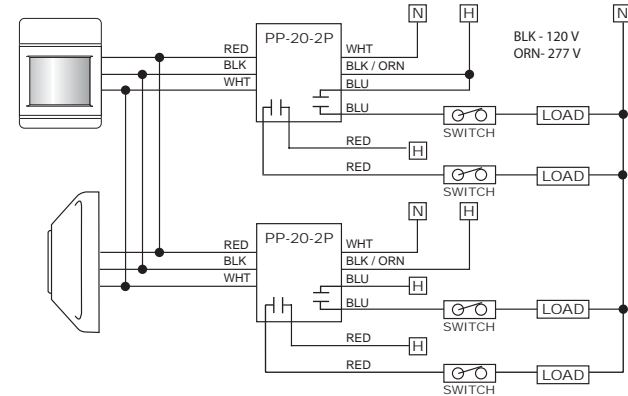 N
H
N
BLK - 120 V
ORN- 277 V
PP-20-2P
RED
BLK
WHT
WHT
BLK / ORN
BLU
BLU
SWITCH
LOAD
RED
H
RED
SWITCH
LOAD
N
H
PP-20-2P
RED
BLK
WHT
WHT
BLK / ORN
BLU
H
BLU
SWITCH
LOAD
RED
H
RED
SWITCH
LOAD